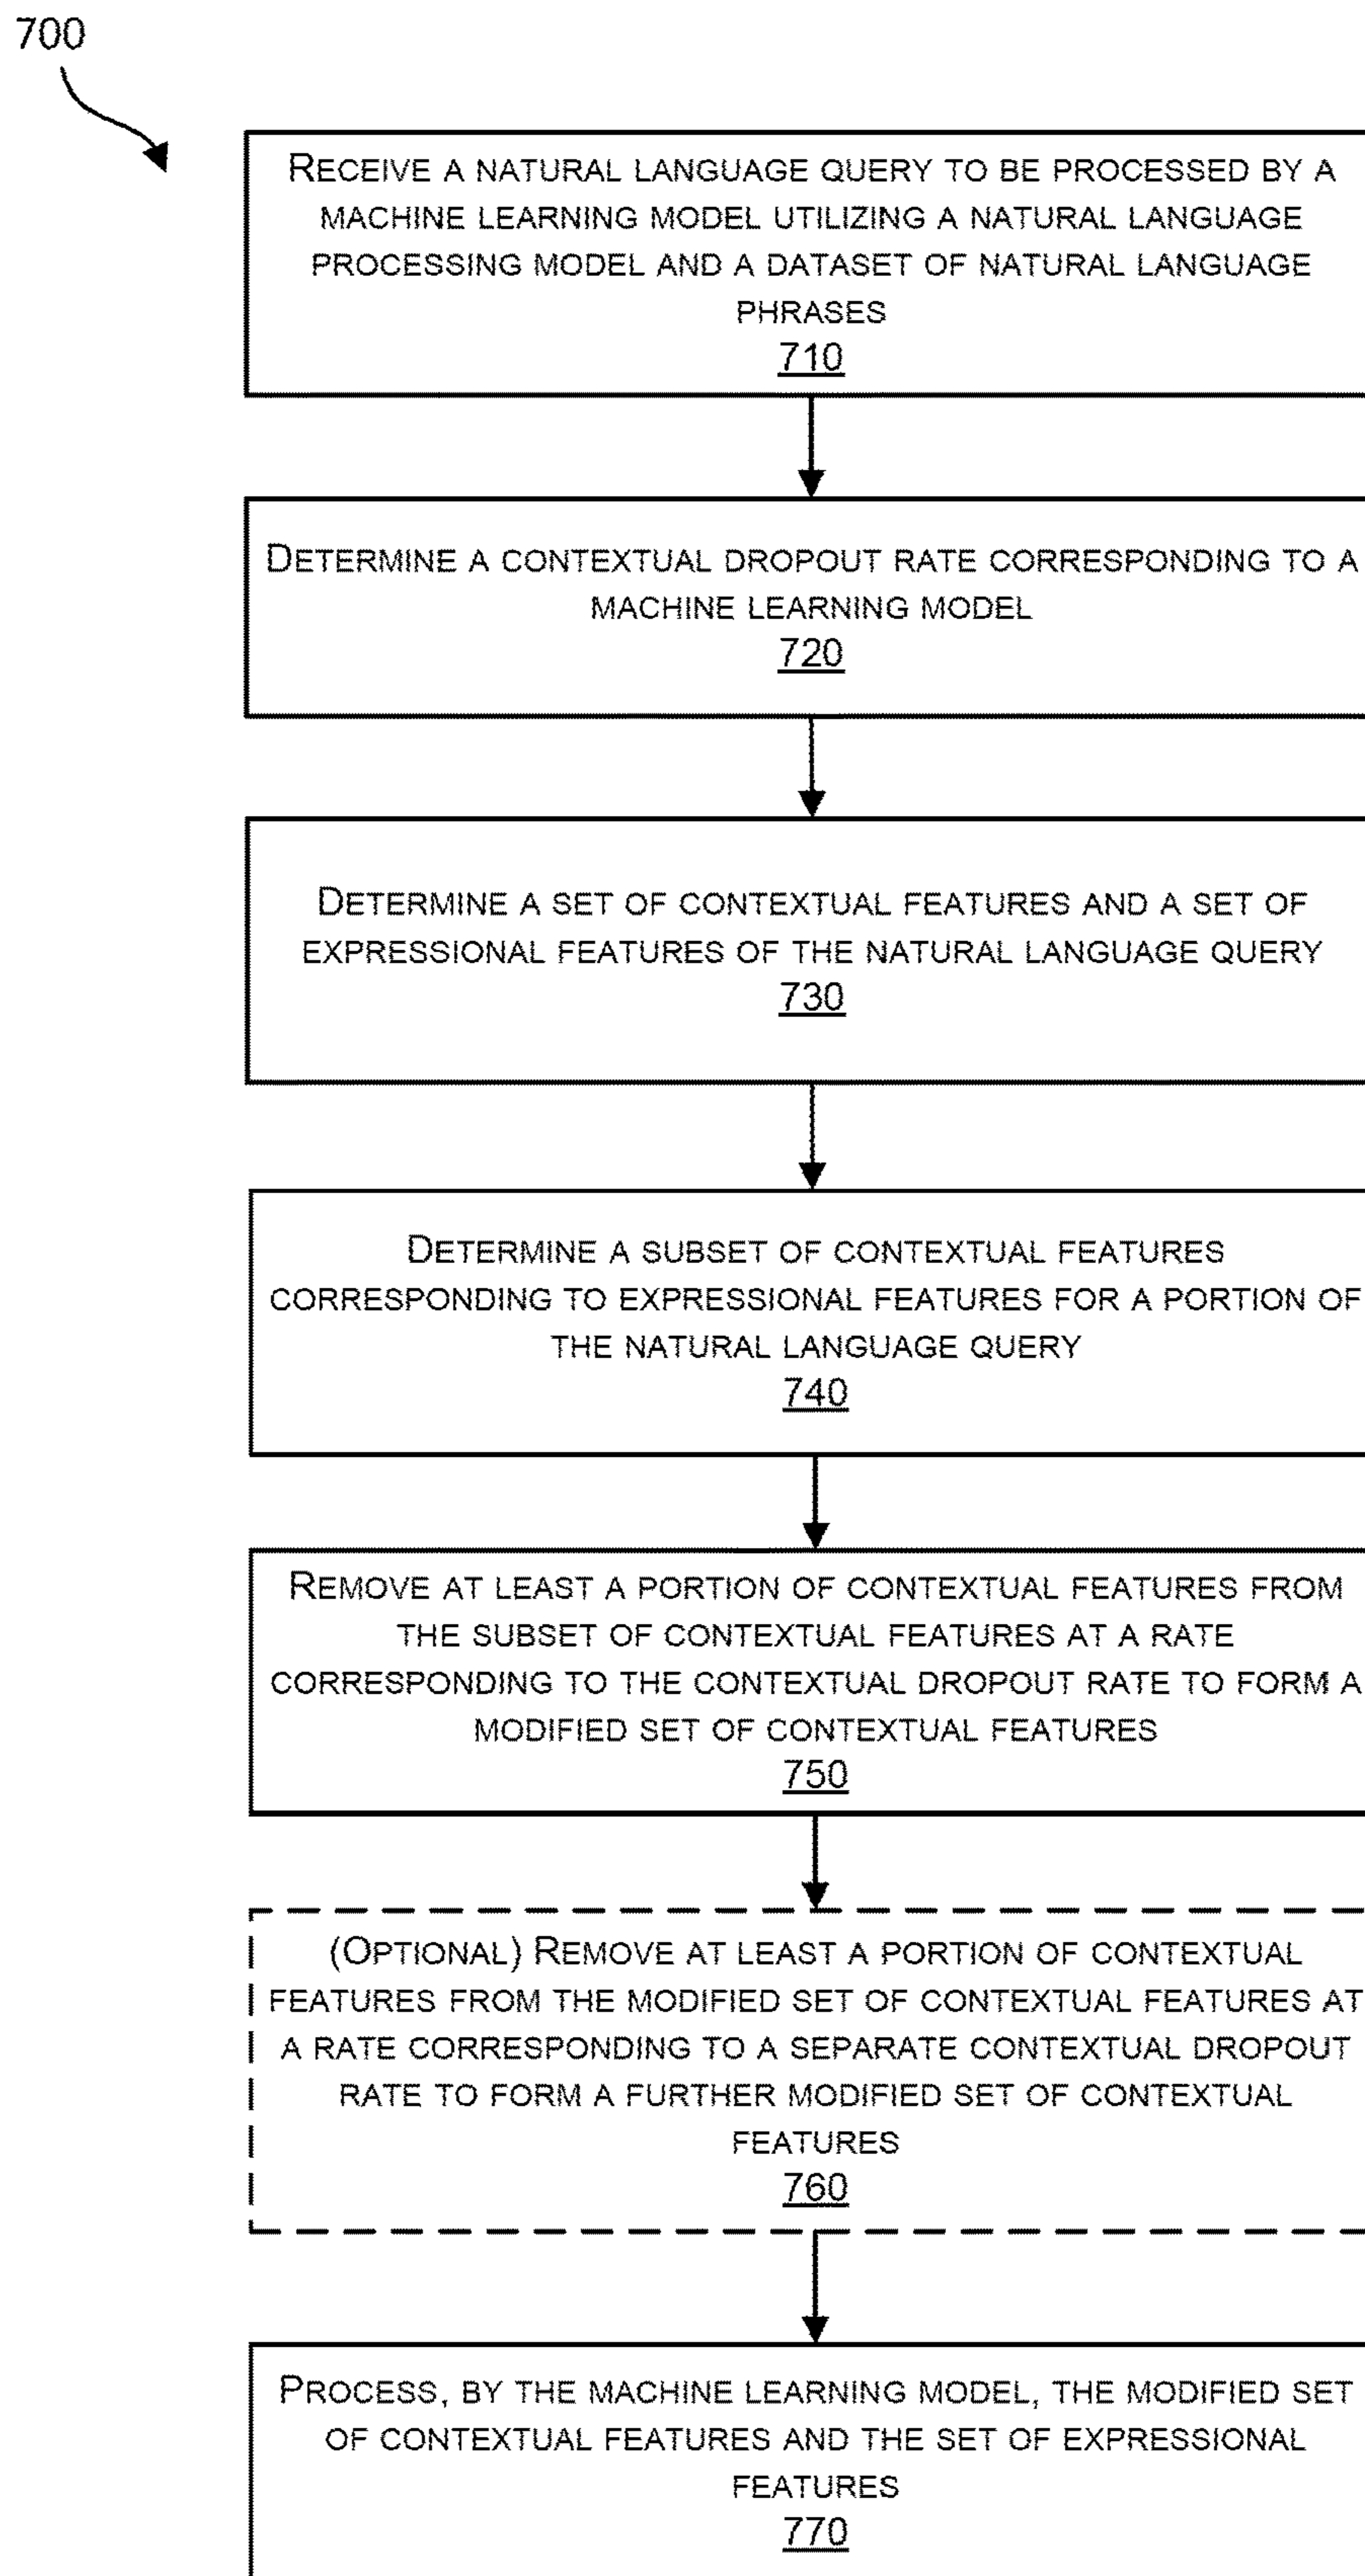 700
RECEIVE A NATURAL LANGUAGE QUERY TO BE PROCESSED BY A
MACHINE LEARNING MODEL UTILIZING A NATURAL LANGUAGE
PROCESSING MODEL AND A DATASET OF NATURAL LANGUAGE
PHRASES
710
DETERMINE A CONTEXTUAL DROPOUT RATE CORRESPONDING TO A
MACHINE LEARNING MODEL
720
DETERMINE A SET OF CONTEXTUAL FEATURES AND A SET OF
EXPRESSIONAL FEATURES OF THE NATURAL LANGUAGE QUERY
730
DETERMINE A SUBSET OF CONTEXTUAL FEATURES
CORRESPONDING TO EXPRESSIONAL FEATURES FOR A PORTION OF
THE NATURAL LANGUAGE QUERY
740
REMOVE AT LEAST A PORTION OF CONTEXTUAL FEATURES FROM
THE SUBSET OF CONTEXTUAL FEATURES AT A RATE
CORRESPONDING TO THE CONTEXTUAL DROPOUT RATE TO FORM A
MODIFIED SET OF CONTEXTUAL FEATURES
750
(OPTIONAL) REMOVE AT LEAST A PORTION OF CONTEXTUAL
FEATURES FROM THE MODIFIED SET OF CONTEXTUAL FEATURES AT
A RATE CORRESPONDING TO A SEPARATE CONTEXTUAL DROPOUT
RATE TO FORM A FURTHER MODIFIED SET OF CONTEXTUAL
FEATURES
760
PROCESS, BY THE MACHINE LEARNING MODEL, THE MODIFIED SET
OF CONTEXTUAL FEATURES AND THE SET OF EXPRESSIONAL
FEATURES
770